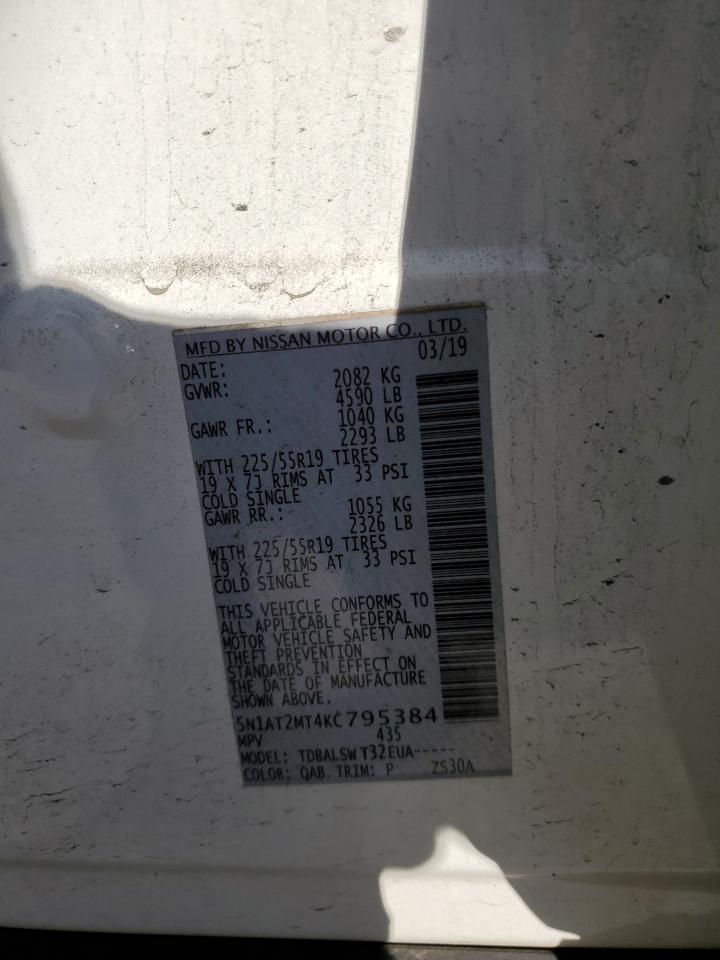 MFD BY NISSAN MOTOR CO., LTD.
DATE: 03/19
GVWR: 2082 KG
4590 LB
GAWR FR.: 1040 KG
2293 LB
WITH 225/55R19 TIRES
19 X 7J RIMS AT 33 PSI
COLD SINGLE
GAWR RR.: 1055 KG
2326 LB
WITH 225/55R19 TIRES
19 X 7J RIMS AT 33 PSI
COLD SINGLE
THIS VEHICLE CONFORMS TO
ALL APPLICABLE FEDERAL
MOTOR VEHICLE SAFETY AND
THEFT PREVENTION
STANDARDS IN EFFECT ON
THE DATE OF MANUFACTURE
SHOWN ABOVE.
5N1AT2MT4KC795384
MPV 435
MODEL: TDBALSW T32EUA-----
COLOR: QAB. TRIM: P ZS30A